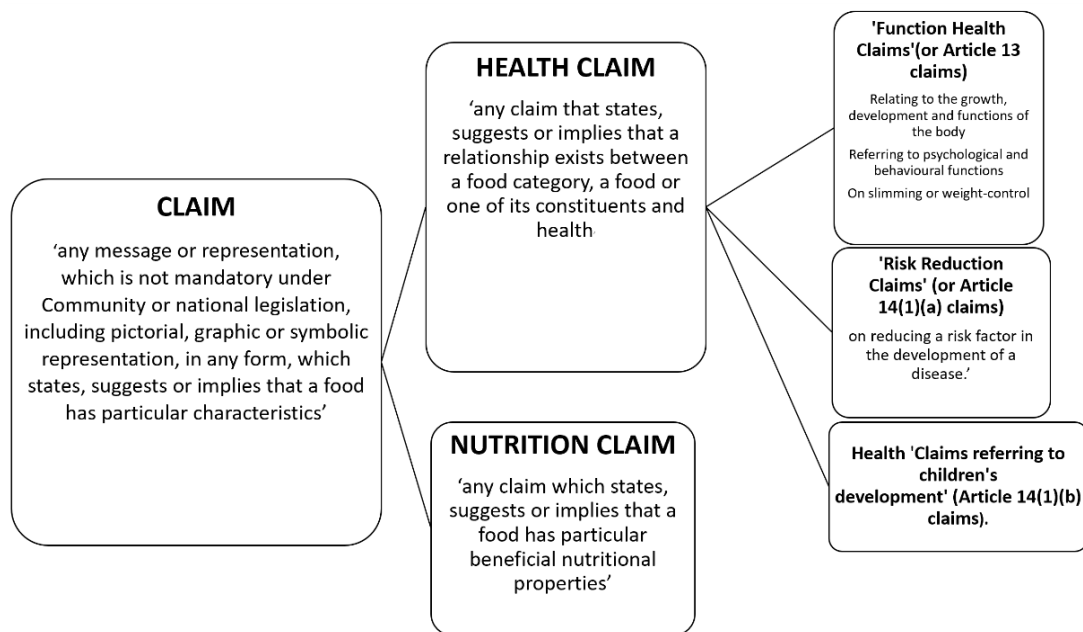 CLAIM
‘any message or representation,
which is not mandatory under
Community or national legislation,
including pictorial, graphic or symbolic
representation, in any form, which
states, suggests or implies that a food
has particular characteristics’
HEALTH CLAIM
‘any claim that states,
suggests or implies that a
relationship exists between
a food category, a food or
one of its constituents and
health
NUTRITION CLAIM
‘any claim which states,
suggests or implies that a
food has particular
beneficial nutritional
properties’
'Function Health
Claims'(or Article 13
claims)
Relating to the growth,
development and functions of
the body
Referring to psychological and
behavioural functions
On slimming or weight-control
'Risk Reduction
Claims' (or Article
14(1)(a) claims)
on reducing a risk factor in
the development of a
disease.’
Health 'Claims referring to
children's
development' (Article 14(1)(b)
claims).